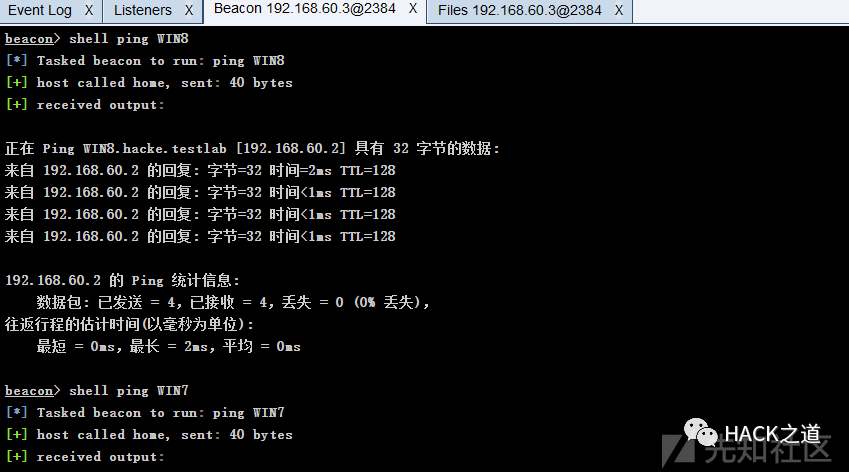 Event Log X Listeners X Beacon 192.168.60.3@2384 X Files 192.168.60.3@2384 X
beacon> shell ping WIN8
[*] Tasked beacon to run: ping WIN8
[+] host called home, sent: 40 bytes
[+] received output:
正在 Ping WIN8.hacke.testlab [192.168.60.2] 具有 32 字节的数据:
来自 192.168.60.2 的回复: 字节=32 时间=2ms TTL=128
来自 192.168.60.2 的回复: 字节=32 时间<1ms TTL=128
来自 192.168.60.2 的回复: 字节=32 时间<1ms TTL=128
来自 192.168.60.2 的回复: 字节=32 时间<1ms TTL=128
192.168.60.2 的 Ping 统计信息:
数据包: 已发送 = 4，已接收 = 4，丢失 = 0 (0% 丢失)，
往返行程的估计时间(以毫秒为单位):
最短 = 0ms，最长 = 2ms，平均 = 0ms
beacon> shell ping WIN7
[*] Tasked beacon to run: ping WIN7
[+] host called home, sent: 40 bytes
[+] received output:
HACK之道
先知社区